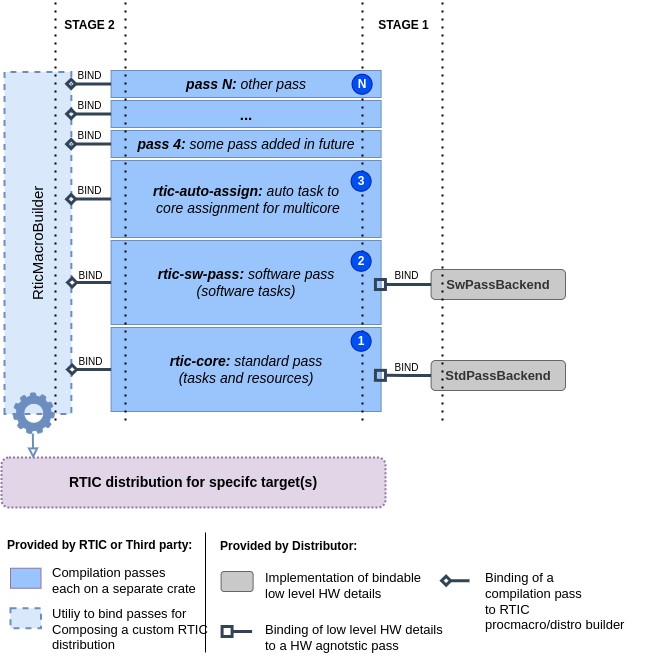 STAGE 2
STAGE 1
BIND
pass N: other pass
N
BIND
...
BIND
pass 4: some pass added in future
RticMacroBuilder
3
BIND
rtic-auto-assign: auto task to
core assignment for multicore
2
BIND
rtic-sw-pass: software pass
(software tasks)
BIND
SwPassBackend
1
BIND
rtic-core: standard pass
(tasks and resources)
BIND
StdPassBackend
RTIC distribution for specifc target(s)
Provided by RTIC or Third party:
Compilation passes
each on a separate crate
Utiliy to bind passes for
Composing a custom RTIC
distribution
Provided by Distributor:
Implementation of bindable
low level HW details
Binding of low level HW details
to a HW agnotstic pass
Binding of a
compilation pass
to RTIC
procmacro/distro builder